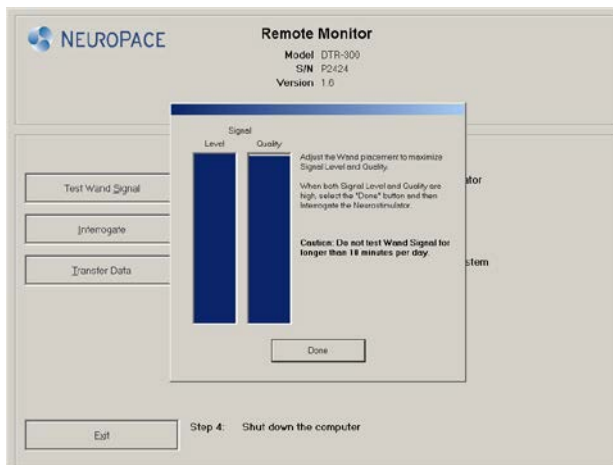 NEUROPACE
Remote Monitor
Model DTR-300
S/N P2424
Version 1.6
Signal
Level Quality
Adjust the Wand placement to maximize
Signal Level and Quality.
When both Signal Level and Quality are
high, select the "Done" button and then
Interrogate the Neurostimulator.
Caution: Do not test Wand Signal for
longer than 10 minutes per day.
Done
Test Wand Signal
ator
Interrogate
Transfer Data
stem
Exit
Step 4: Shut down the computer